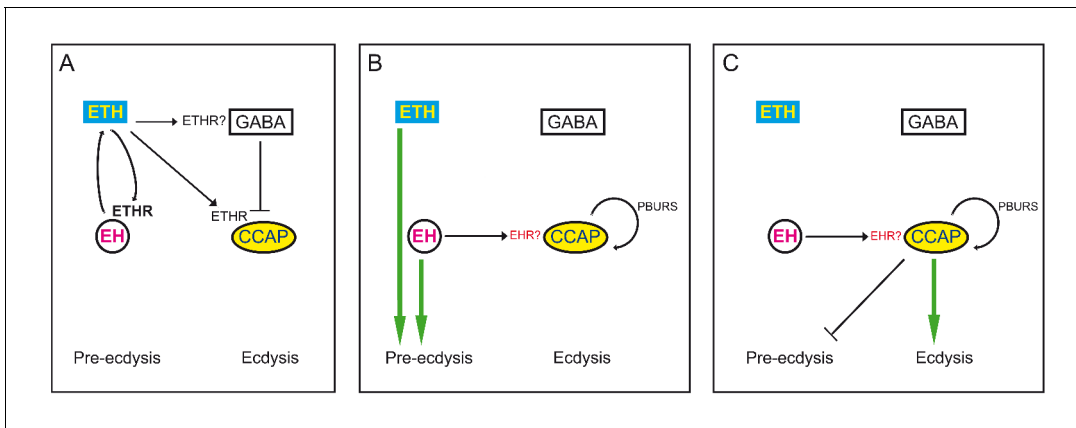 A
ETH
ETHR?
GABA
ETHR
ETHR
EH
CCAP
Pre-ecdysis
Ecdysis
B
ETH
GABA
PBURS
EH
EHR?
CCAP
Pre-ecdysis
Ecdysis
C
ETH
GABA
PBURS
EH
EHR?
CCAP
Pre-ecdysis
Ecdysis